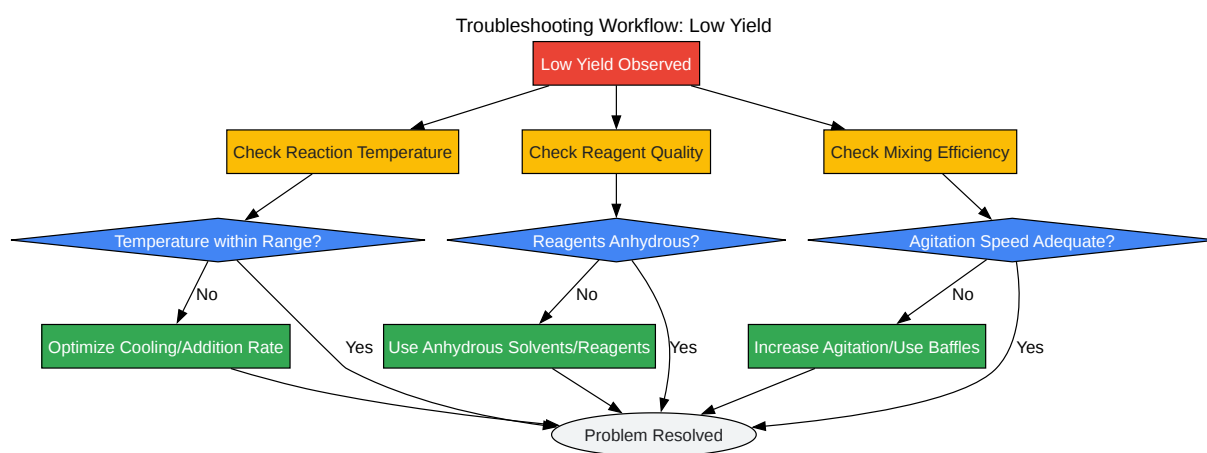 Troubleshooting Workflow: Low Yield
Low Yield Observed
Check Reaction Temperature
Check Reagent Quality
Check Mixing Efficiency
Temperature within Range?
Reagents Anhydrous?
Agitation Speed Adequate?
No
No
No
Optimize Cooling/Addition Rate
Yes
Use Anhydrous Solvents/Reagents
Yes
Increase Agitation/Use Baffles
Yes
Problem Resolved